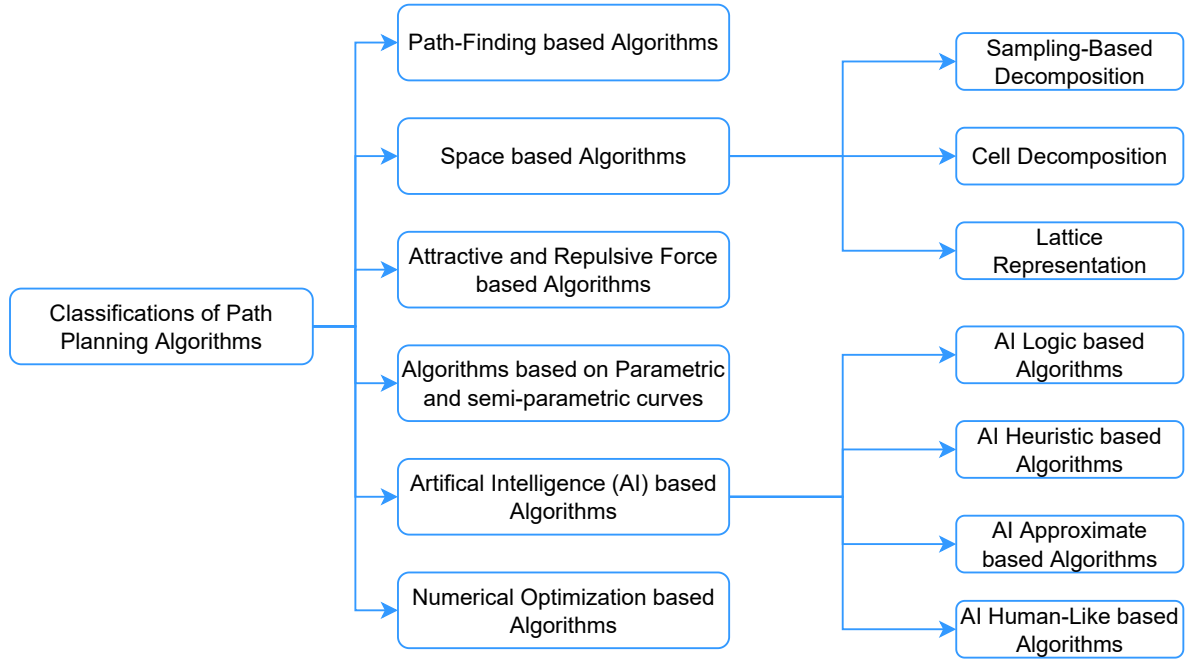 Classifications of Path
Planning Algorithms
Path-Finding based Algorithms
Space based Algorithms
Attractive and Repulsive Force
based Algorithms
Algorithms based on Parametric
and semi-parametric curves
Artifical Intelligence (AI) based
Algorithms
Numerical Optimization based
Algorithms
Sampling-Based
Decomposition
Cell Decomposition
Lattice
Representation
AI Logic based
Algorithms
AI Heuristic based
Algorithms
AI Approximate
based Algorithms
AI Human-Like based
Algorithms